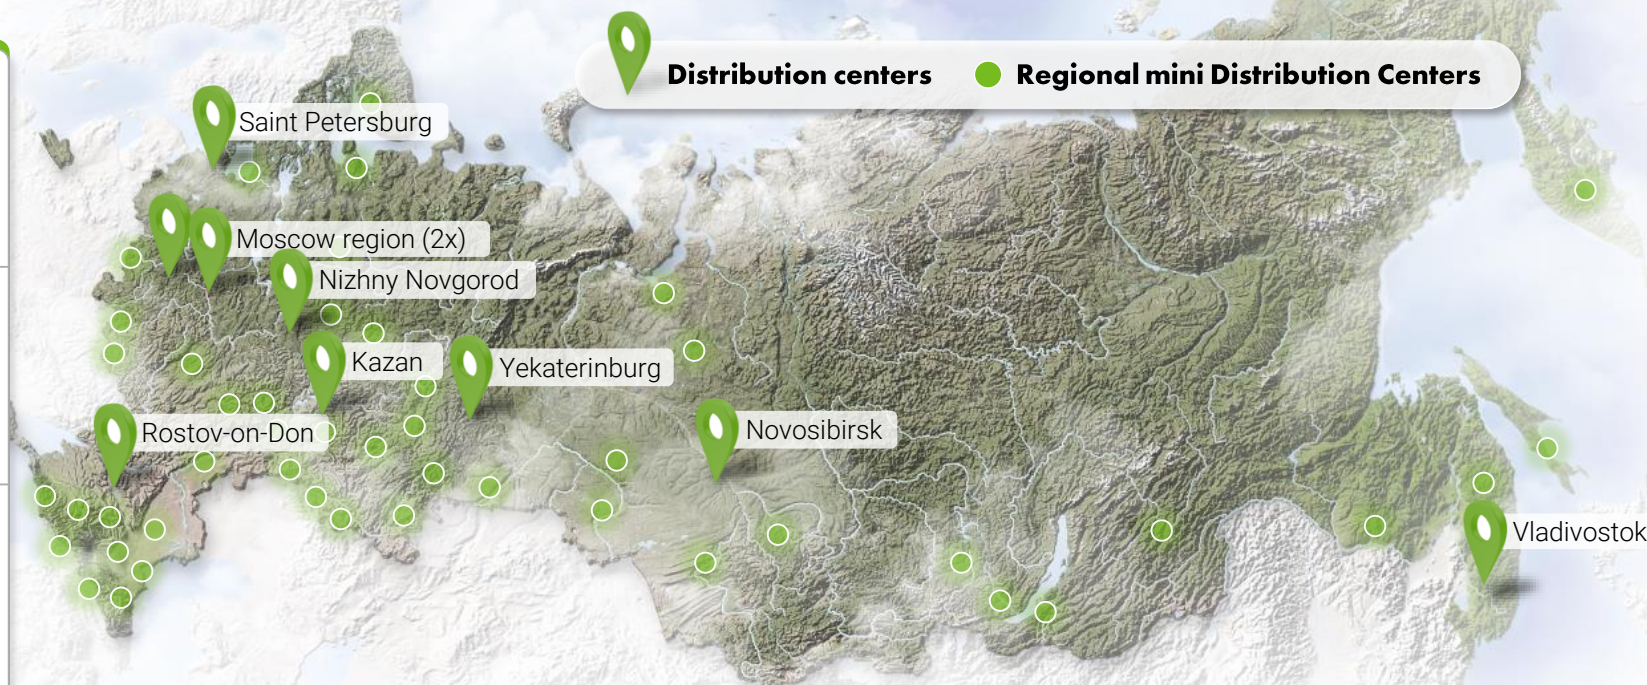 Distribution centers
Regional mini Distribution Centers
Saint Petersburg
Moscow region (2x)
Nizhny Novgorod
Kazan
Yekaterinburg
Rostov-on-Don
Novosibirsk
Vladivostok